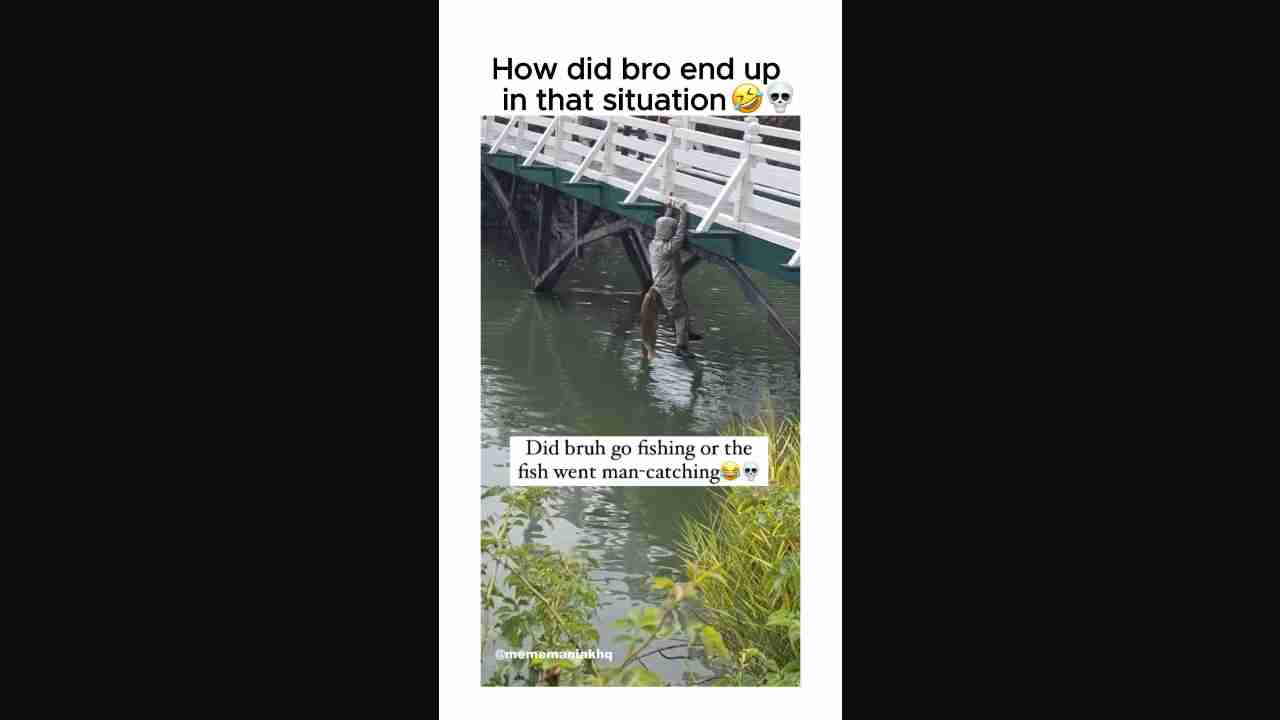 How did bro end up
in that situation🤣💀
Did bruh go fishing or the
fish went man-catching😂💀
@mememaniakhq